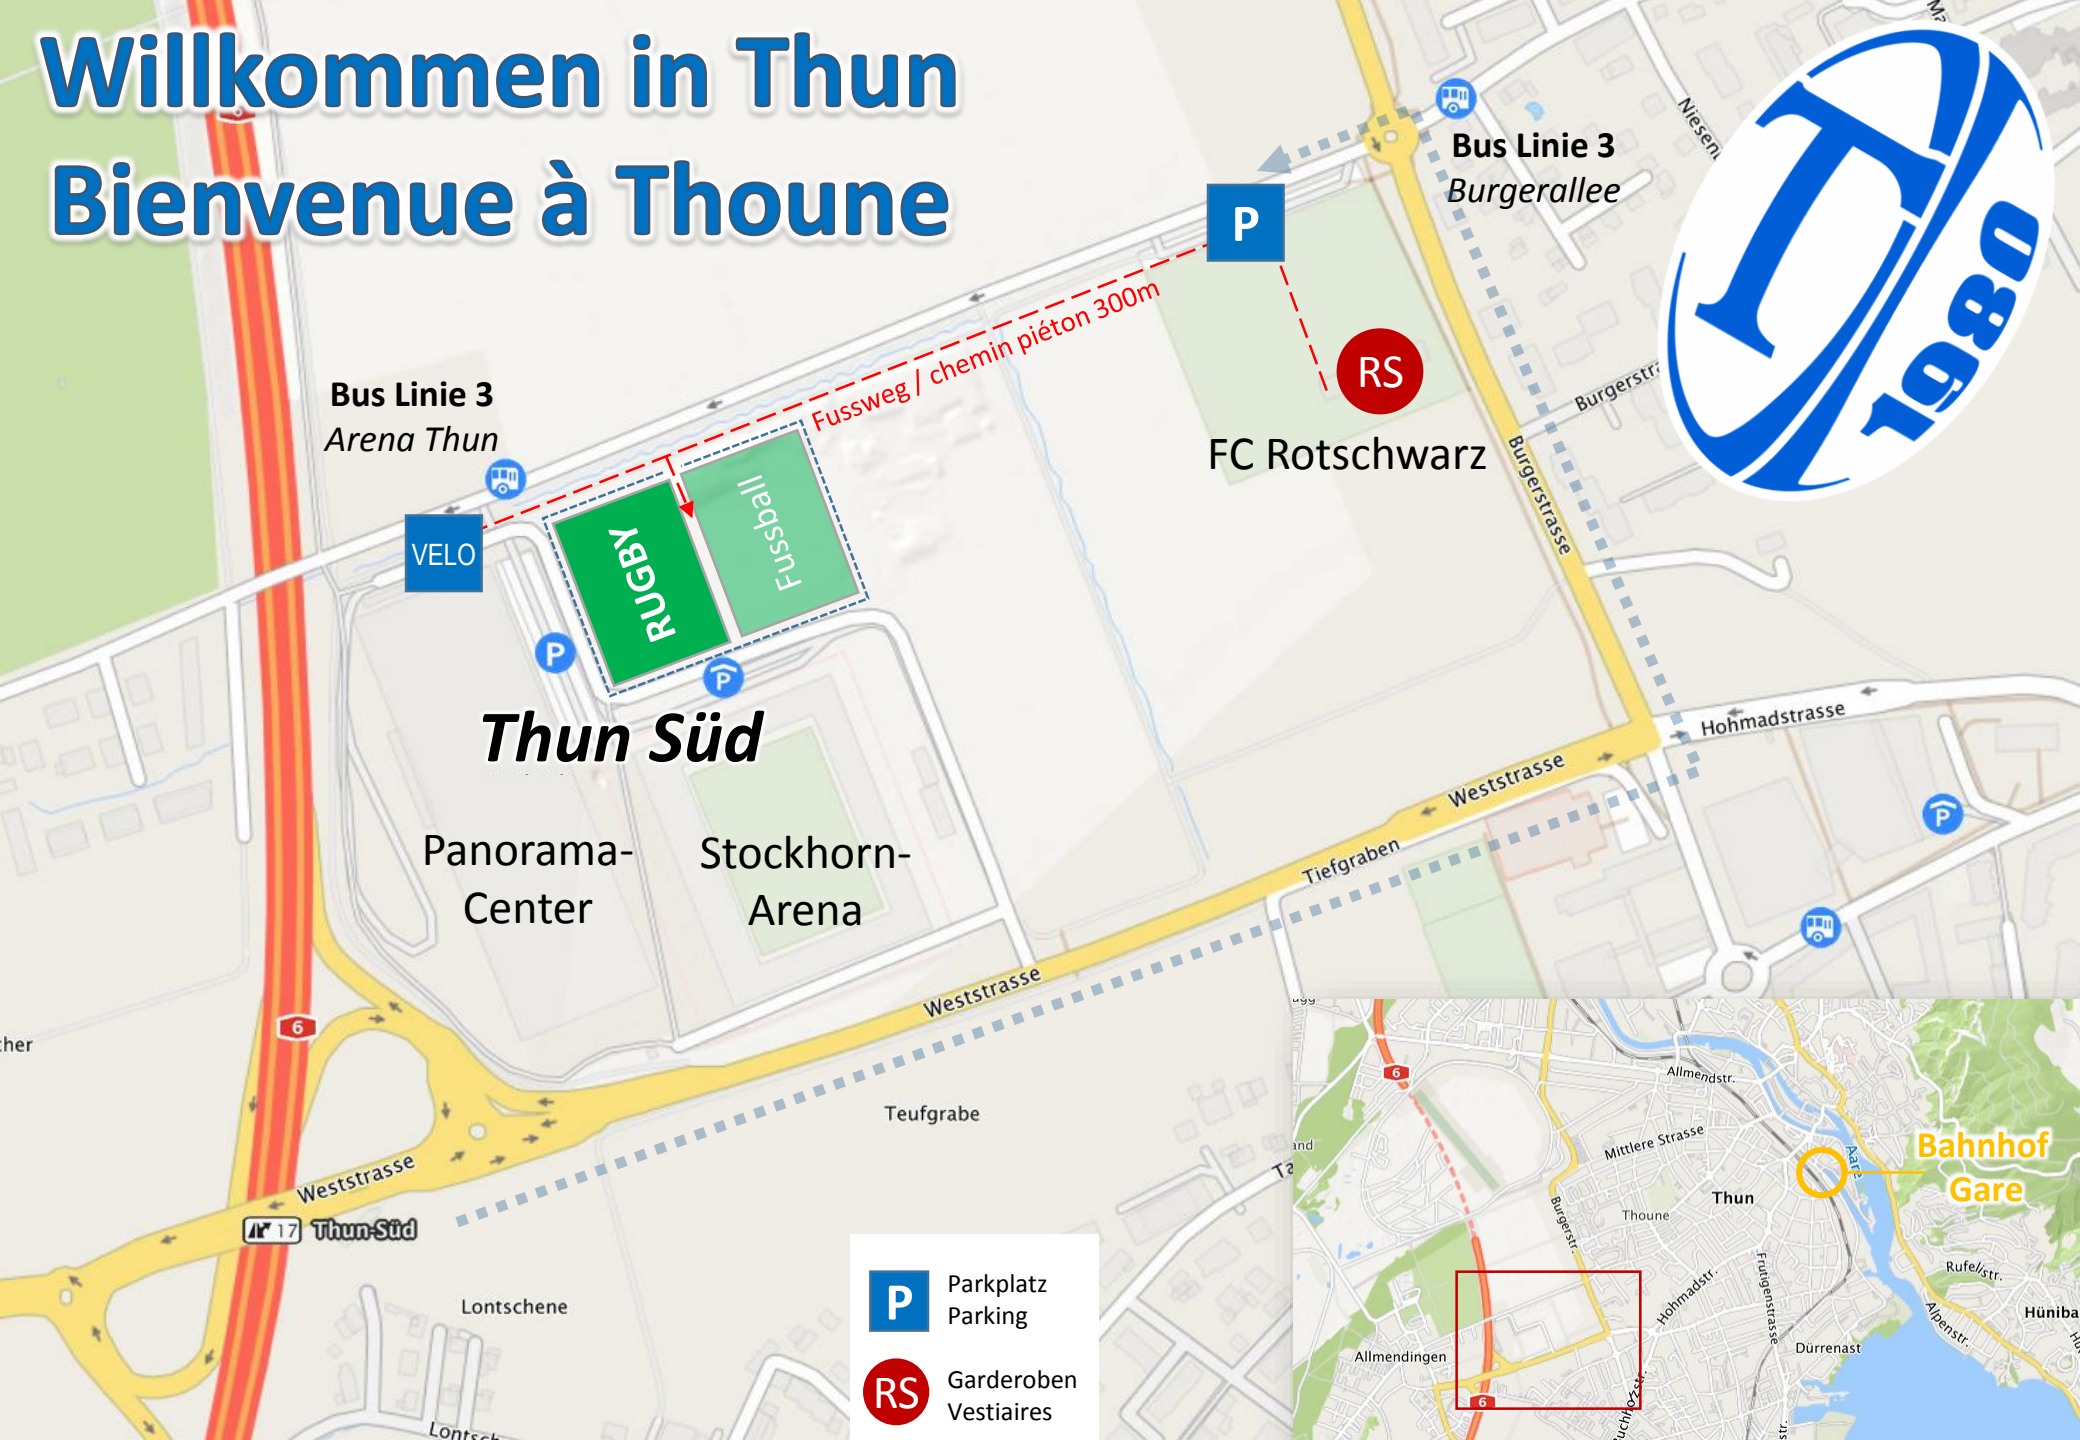 Willkommen in Thun
Bienvenue à Thoune
6
Bus Linie 3
Burgerallee
T
1980
P
Fussweg / chemin piéton 300m
RS
FC Rotschwarz
Burgerstrasse
Bus Linie 3
Arena Thun
VELO
RUGBY
Fussball
P
P
Thun Süd
Panorama-
Center
Stockhorn-
Arena
Hohmadstrasse
Weststrasse
Tiefgraben
P
Weststrasse
6
Teufgrabe
Weststrasse
17 Thun-Süd
Lontschene
P Parkplatz
Parking
RS Garderoben
Vestiaires
6
Allmendstr.
Mittlere Strasse
Aare
Bahnhof
Gare
Thun
Thoune
Burgerstr.
Frutigenstrasse
Hohmadstr.
Rufelistr.
Alpenstr.
Dürrenast
Allmendingen
6